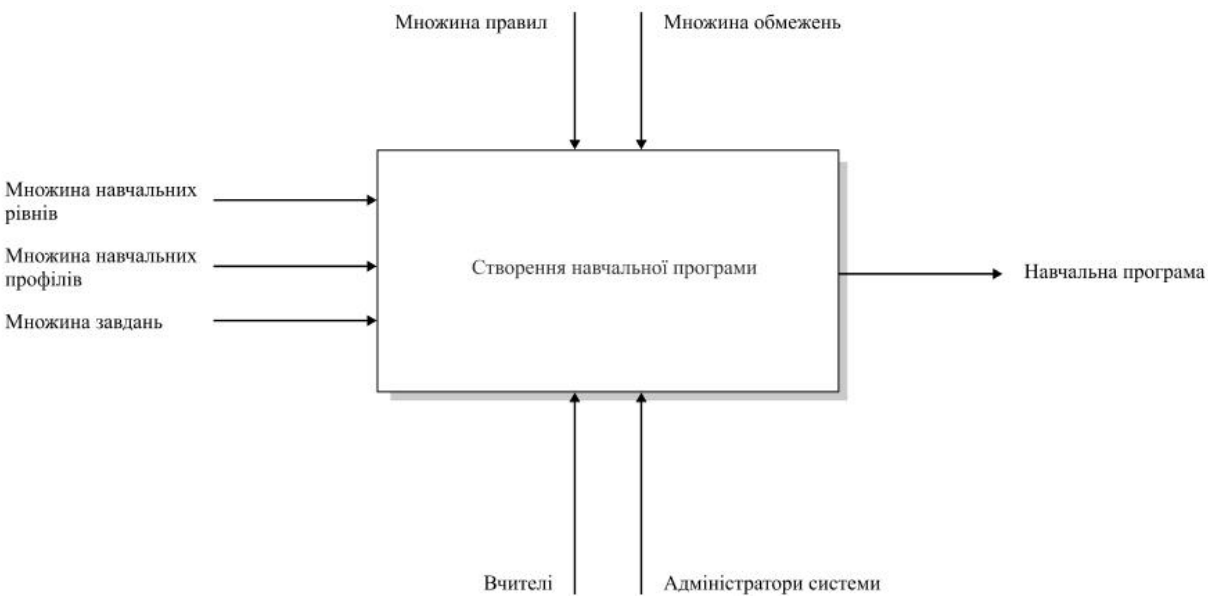 Множина правил
Множина обмежень
Множина навчальних
рівнів
Множина навчальних
профілів
Множина завдань
Створення навчальної програми
Навчальна програма
Вчителі
Адміністратори системи